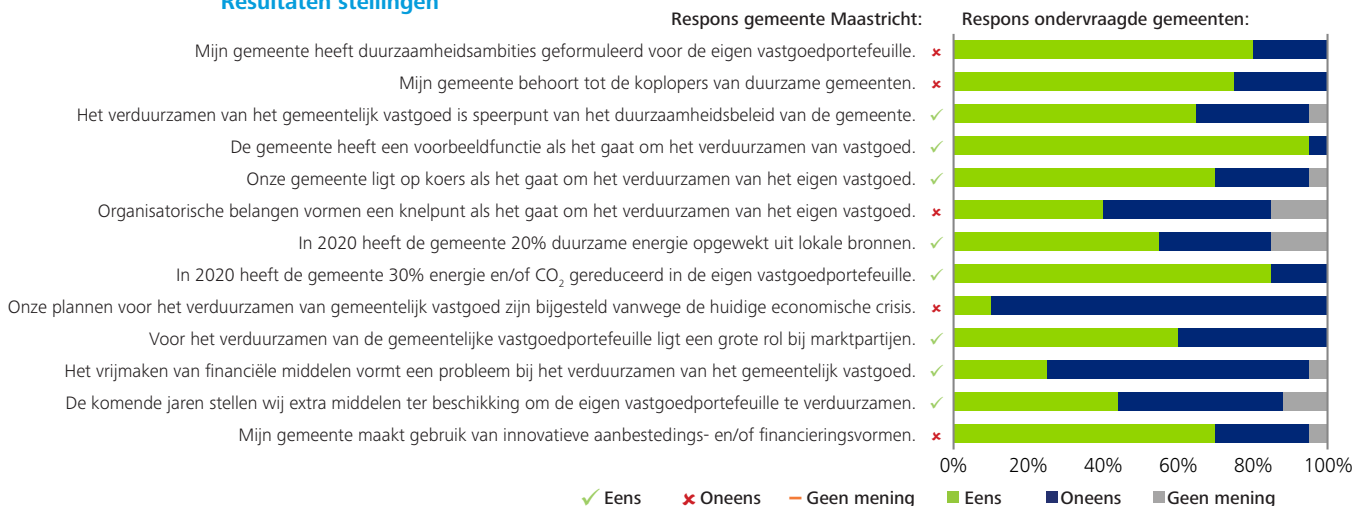 Resultaten stellingen
Respons gemeente Maastricht: Respons ondervraagde gemeenten:
Mijn gemeente heeft duurzaamheidsambities geformuleerd voor de eigen vastgoedportefeuille. ✗
Mijn gemeente behoort tot de koplopers van duurzame gemeenten. ✗
Het verduurzamen van het gemeentelijk vastgoed is speerpunt van het duurzaamheidsbeleid van de gemeente. ✓
De gemeente heeft een voorbeeldfunctie als het gaat om het verduurzamen van vastgoed. ✓
Onze gemeente ligt op koers als het gaat om het verduurzamen van het eigen vastgoed. ✓
Organisatorische belangen vormen een knelpunt als het gaat om het verduurzamen van het eigen vastgoed. ✗
In 2020 heeft de gemeente 20% duurzame energie opgewekt uit lokale bronnen. ✓
In 2020 heeft de gemeente 30% energie en/of CO₂ gereduceerd in de eigen vastgoedportefeuille. ✓
Onze plannen voor het verduurzamen van gemeentelijk vastgoed zijn bijgesteld vanwege de huidige economische crisis. ✗
Voor het verduurzamen van de gemeentelijke vastgoedportefeuille ligt een grote rol bij marktpartijen. ✓
Het vrijmaken van financiële middelen vormt een probleem bij het verduurzamen van het gemeentelijk vastgoed. ✓
De komende jaren stellen wij extra middelen ter beschikking om de eigen vastgoedportefeuille te verduurzamen. ✓
Mijn gemeente maakt gebruik van innovatieve aanbestedings- en/of financieringsvormen. ✗
0% 20% 40% 60% 80% 100%
✓ Eens ✗ Oneens – Geen mening Eens Oneens Geen mening